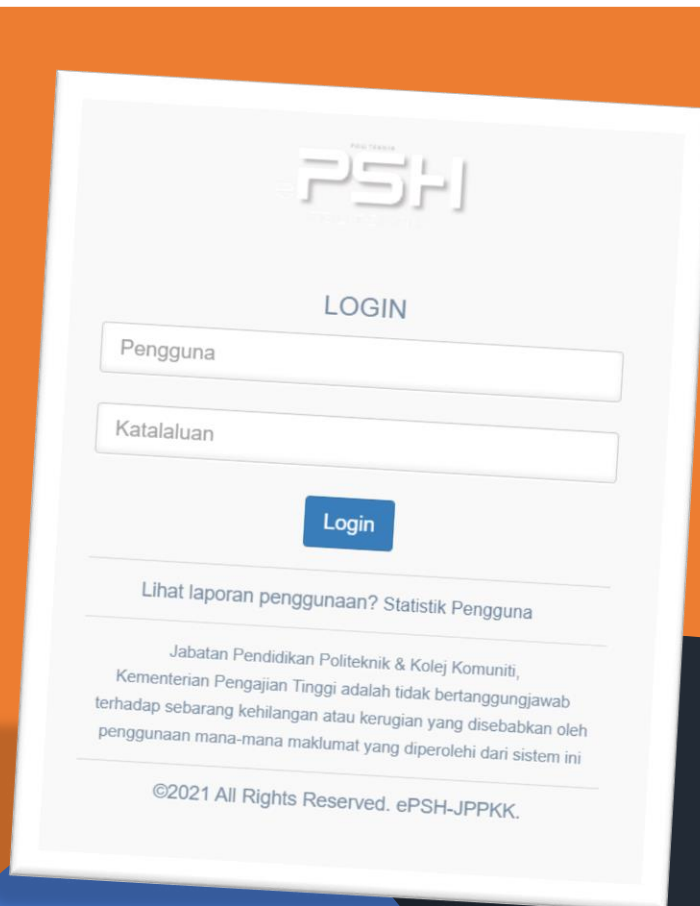 PSH
LOGIN
Pengguna
Katalaluan
Login
Lihat laporan penggunaan? Statistik Pengguna
Jabatan Pendidikan Politeknik & Kolej Komuniti,
Kementerian Pengajian Tinggi adalah tidak bertanggungjawab
terhadap sebarang kehilangan atau kerugian yang disebabkan oleh
penggunaan mana-mana maklumat yang diperolehi dari sistem ini
©2021 All Rights Reserved. ePSH-JPPKK.